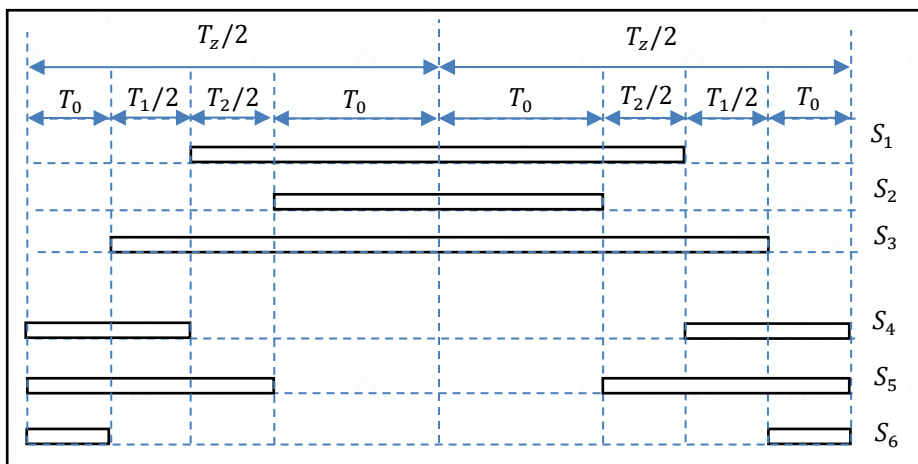 T_z/2 T_z/2
T_0 T_1/2 T_2/2 T_0 T_0 T_2/2 T_1/2 T_0
S_1
S_2
S_3
S_4
S_5
S_6